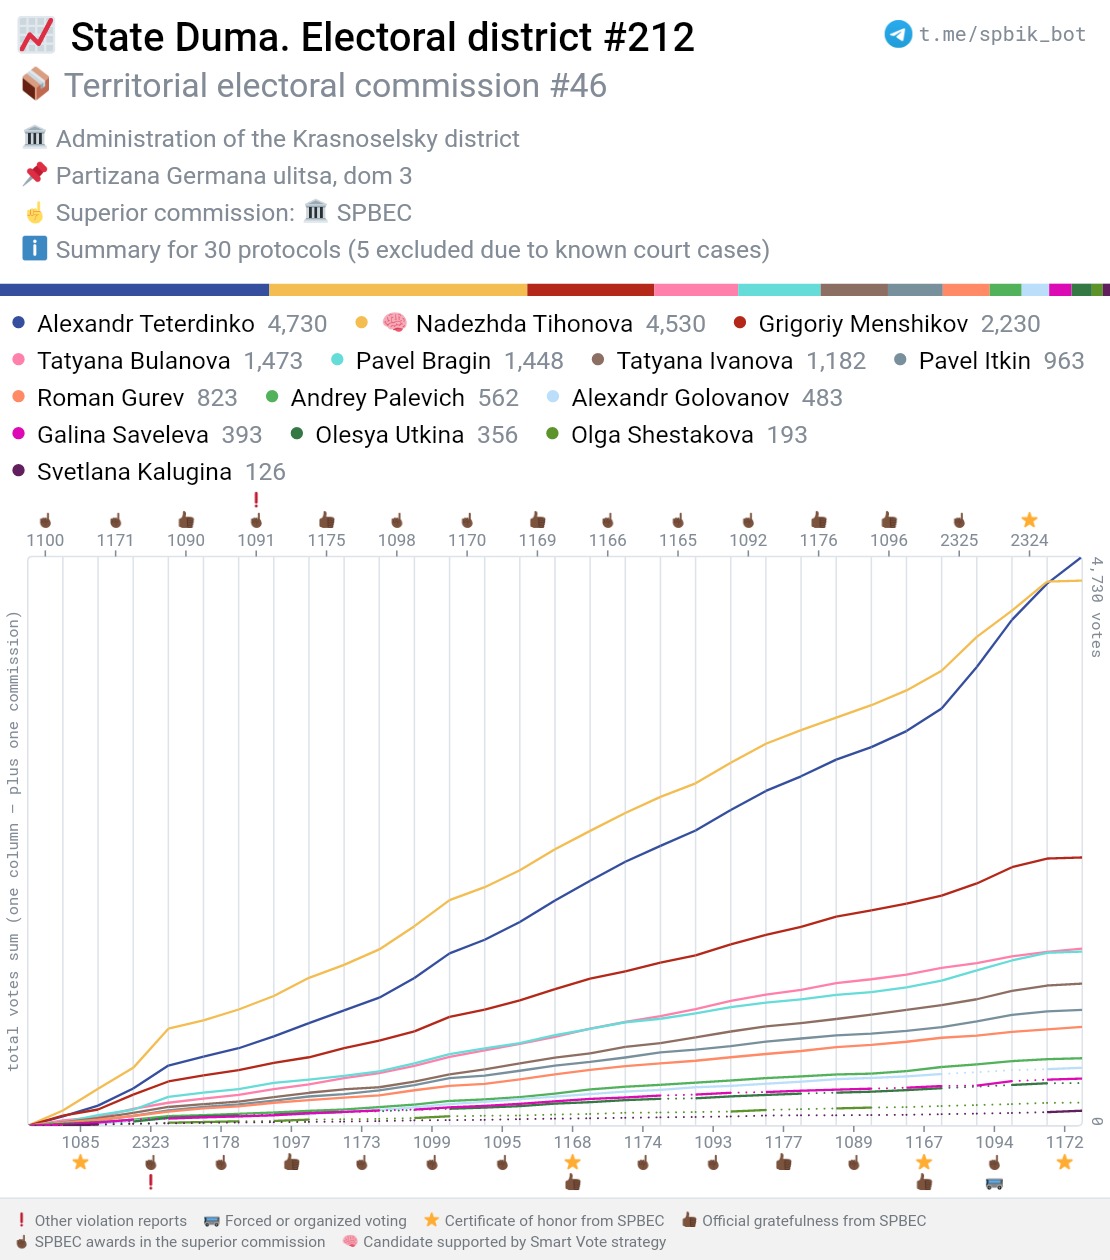 State Duma. Electoral district #212
t.me/spbik_bot
Territorial electoral commission #46
Administration of the Krasnoselsky district
Partizana Germana ulitsa, dom 3
Superior commission: SPBEC
Summary for 30 protocols (5 excluded due to known court cases)
Alexandr Teterdinko 4,730 Nadezhda Tihonova 4,530 Grigoriy Menshikov 2,230
Tatyana Bulanova 1,473 Pavel Bragin 1,448 Tatyana Ivanova 1,182 Pavel Itkin 963
Roman Gurev 823 Andrey Palevich 562 Alexandr Golovanov 483
Galina Saveleva 393 Olesya Utkina 356 Olga Shestakova 193
Svetlana Kalugina 126
1100 1171 1090 1091 1175 1098 1170 1169 1166 1165 1092 1176 1096 2325 2324
4,730 votes
total votes sum (one column – plus one commission)
0
1085 2323 1178 1097 1173 1099 1095 1168 1174 1093 1177 1089 1167 1094 1172
Other violation reports Forced or organized voting Certificate of honor from SPBEC Official gratefulness from SPBEC
SPBEC awards in the superior commission Candidate supported by Smart Vote strategy